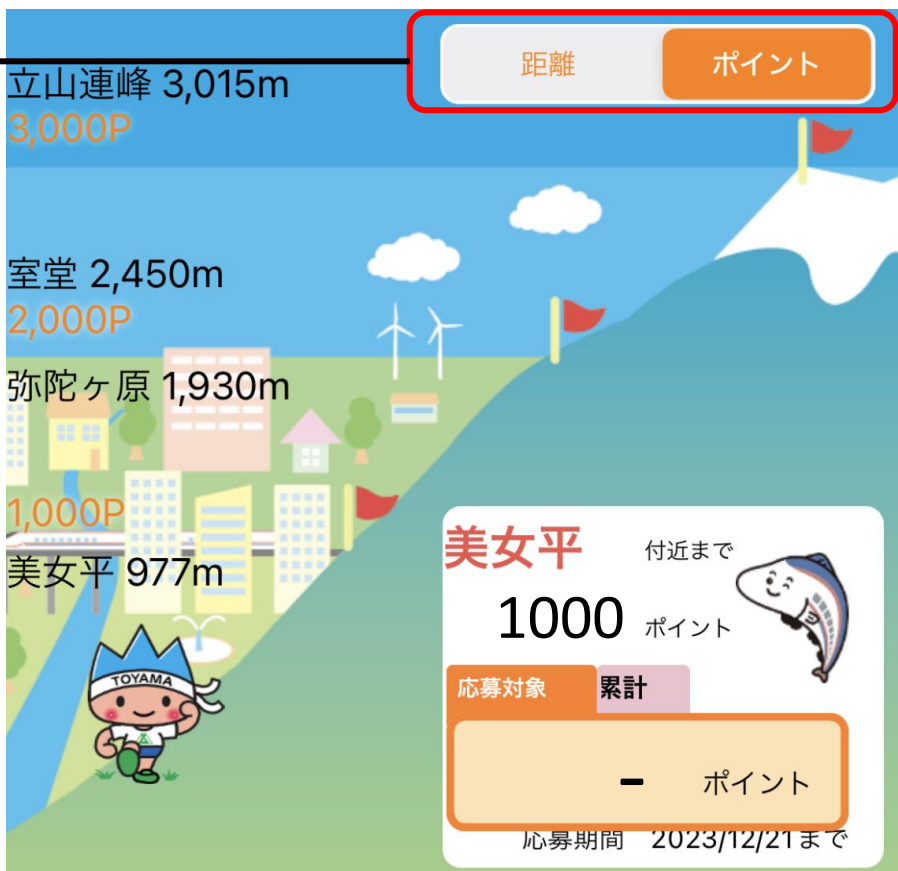 距離 ポイント
立山連峰 3,015m
3,000P
室堂 2,450m
2,000P
弥陀ヶ原 1,930m
1,000P
美女平 977m
TOYAMA
美女平 付近まで
1000 ポイント
応募対象 累計
- ポイント
応募期間 2023/12/21まで